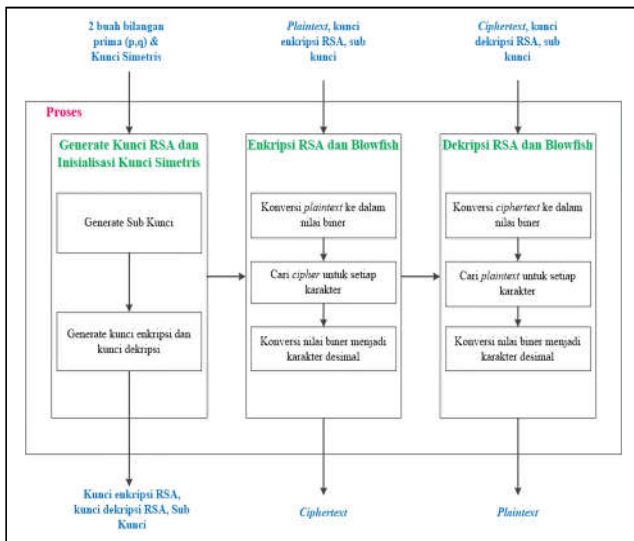 2 buah bilangan
prima (p,q) &
Kunci Simetris
Plaintext, kunci
enkripsi RSA, sub
kunci
Ciphertext, kunci
dekripsi RSA, sub
kunci
Proses
Generate Kunci RSA dan
Inisialisasi Kunci Simetris
Generate Sub Kunci
Generate kunci enkripsi dan
kunci dekripsi
Enkripsi RSA dan Blowfish
Konversi plaintext ke dalam
nilai biner
Cari cipher untuk setiap
karakter
Konversi nilai biner menjadi
karakter desimal
Dekripsi RSA dan Blowfish
Konversi ciphertext ke dalam
nilai biner
Cari plaintext untuk setiap
karakter
Konversi nilai biner menjadi
karakter desimal
Kunci enkripsi RSA,
kunci dekripsi RSA, Sub
Kunci
Ciphertext
Plaintext